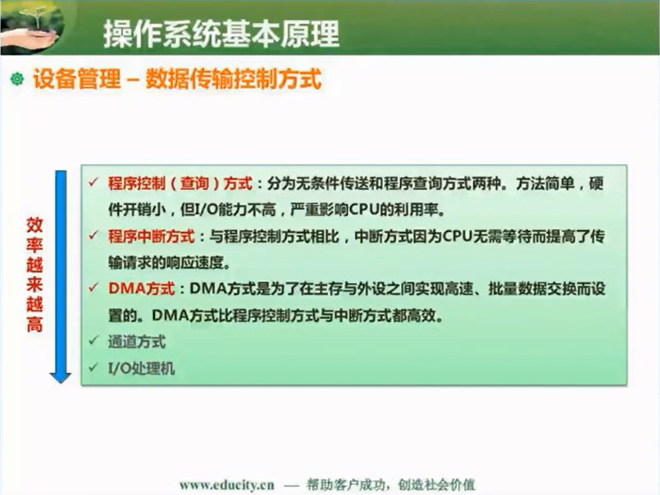 操作系统基本原理
设备管理 – 数据传输控制方式
效率越来越高
程序控制(查询)方式:分为无条件传送和程序查询方式两种。方法简单,硬
件开销小,但I/O能力不高,严重影响CPU的利用率。
程序中断方式:与程序控制方式相比,中断方式因为CPU无需等待而提高了传
输请求的响应速度。
DMA方式:DMA方式是为了在主存与外设之间实现高速、批量数据交换而设
置的。DMA方式比程序控制方式与中断方式都高效。
通道方式
I/O处理机
www.educity.cn — 帮助客户成功,创造社会价值